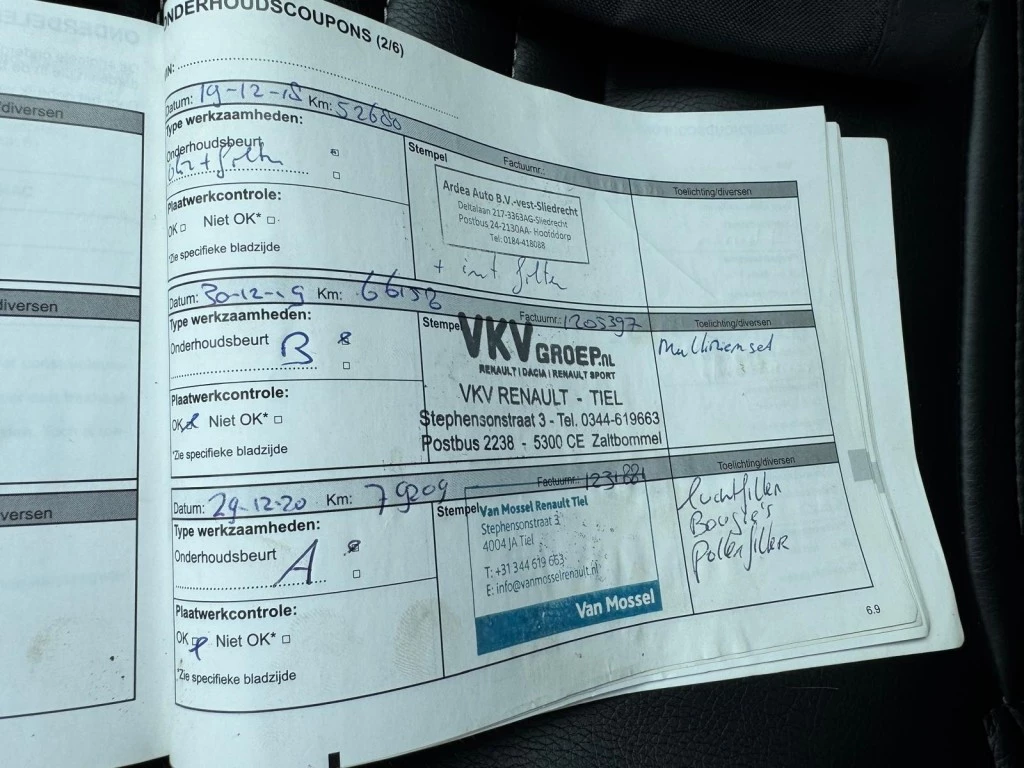 ONDERHOUDSCOUPONS (2/6)
Datum: 19-12-18 Km: 52680
Type werkzaamheden:
Onderhoudsbeurt
Plaatwerkcontrole:
OK □ Niet OK* □
*Zie specifieke bladzijde
Stempel Factuurnr.:
Ardea Auto B.V.-vest-Sliedrecht
Deltalaan 217-3363AG-Sliedrecht
Postbus 24-2130AA- Hoofddorp
Tel: 0184-418088
+ int. filter
Toelichting/diversen
Datum: 30-12-19 Km: 66158
Type werkzaamheden:
Onderhoudsbeurt B
Plaatwerkcontrole:
OK Niet OK* □
*Zie specifieke bladzijde
Stempel Factuurnr.: 1205397
VKV GROEP.nl
RENAULT | DACIA | RENAULT SPORT
VKV RENAULT - TIEL
Stephensonstraat 3 - Tel. 0344-619663
Postbus 2238 - 5300 CE Zaltbommel
Toelichting/diversen
Multiriemset
Datum: 29-12-20 Km: 79209
Type werkzaamheden:
Onderhoudsbeurt A
Plaatwerkcontrole:
OK Niet OK* □
*Zie specifieke bladzijde
Stempel Factuurnr.:
Van Mossel Renault Tiel
Stephensonstraat 3
4004 JA Tiel
T: +31 344 619 663
E: info@vanmosselrenault.nl
Van Mossel
Toelichting/diversen
luchtfilter
Bougie's
Pollenfilter
6.9
/diversen
diversen
versen